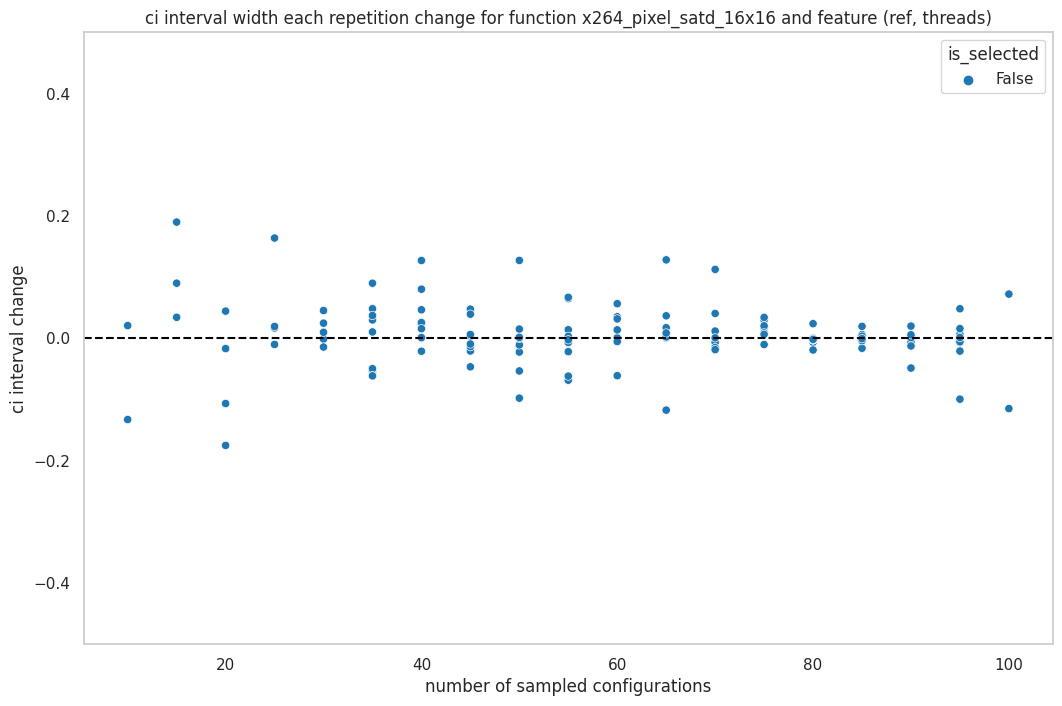 ci interval width each repetition change for function x264_pixel_satd_16x16 and feature (ref, threads)
is_selected
False
0.4
0.2
0.0
−0.2
−0.4
ci interval change
20 40 60 80 100
number of sampled configurations